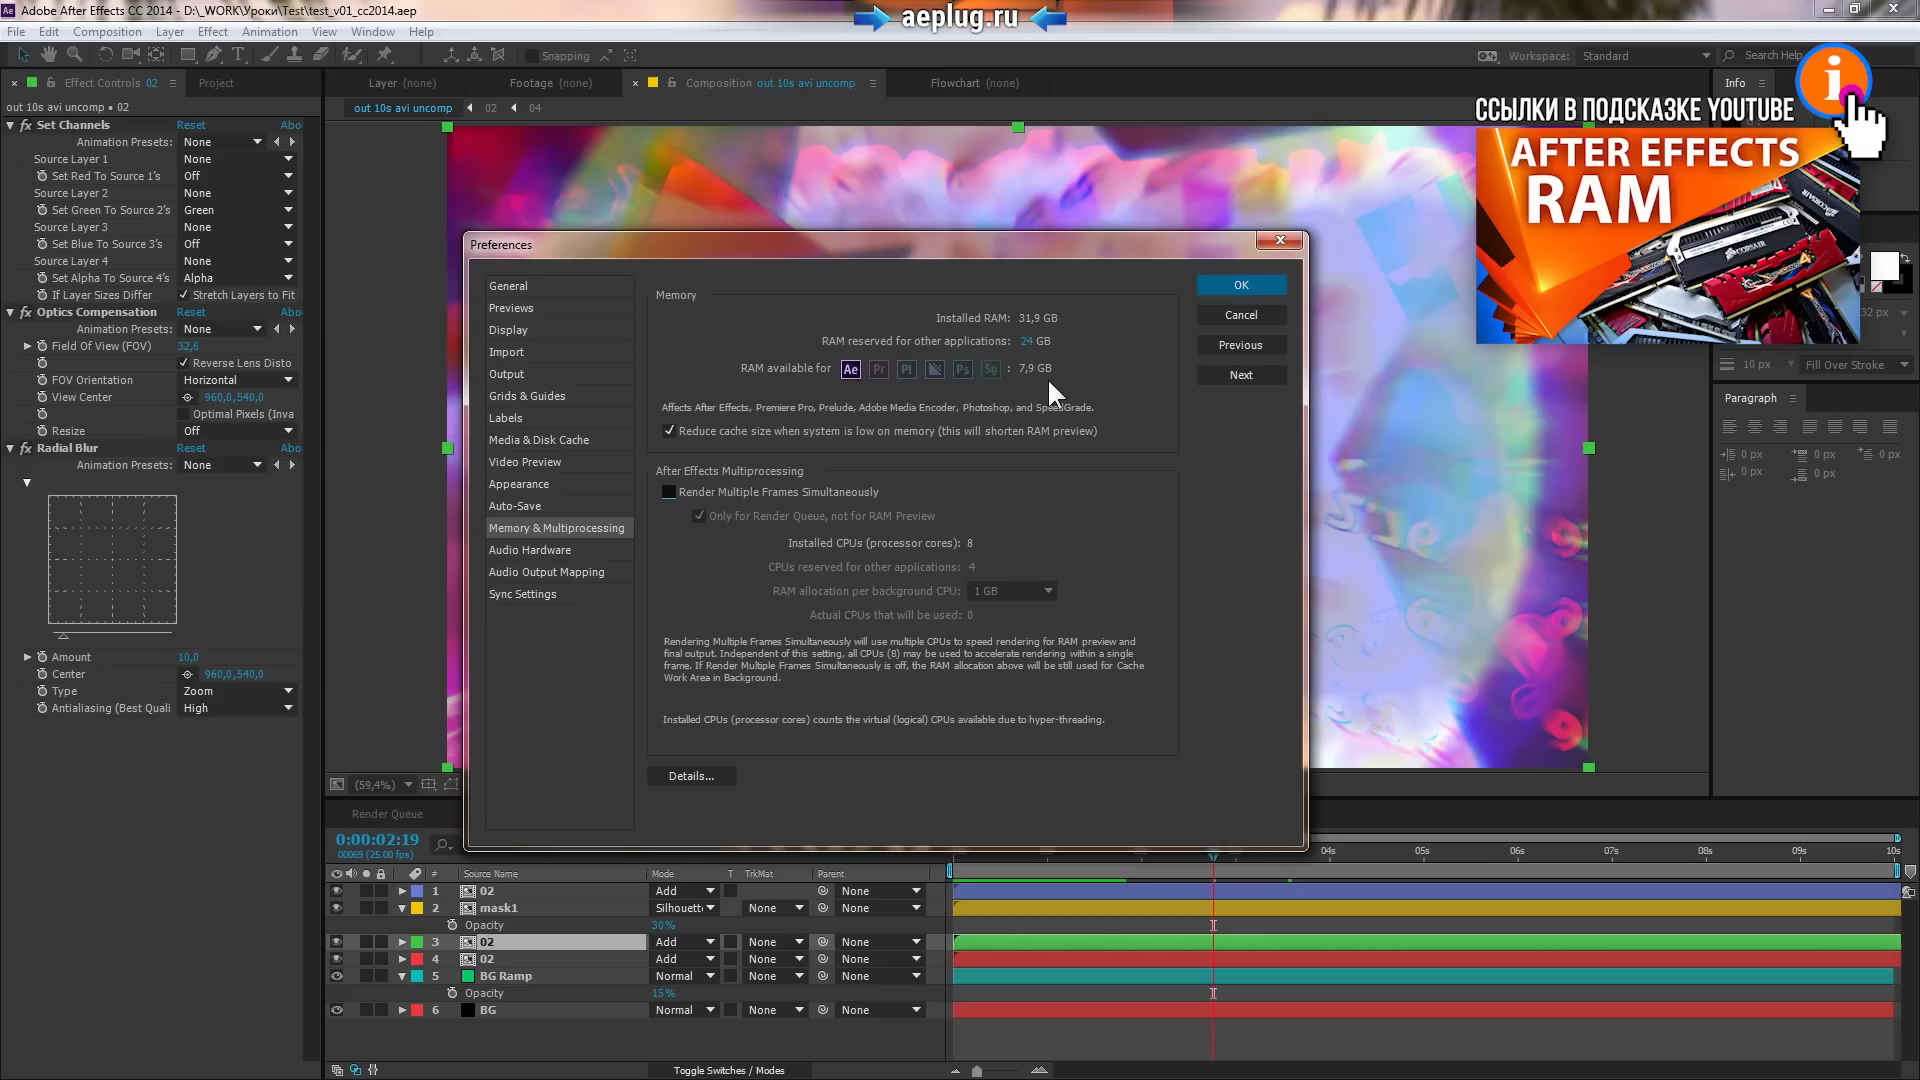 Adobe After Effects CC 2014 - D:\_WORK\Уроки\Test\test_v01_cc2014.aep
aeplug.ru
File Edit Composition Layer Effect Animation View Window Help
Snapping
Workspace: Standard
Search Help
Effect Controls 02
Project
Layer (none)
Footage (none)
Composition out 10s avi uncomp
Flowchart (none)
Info
out 10s avi uncomp • 02
out 10s avi uncomp 02 04
ССЫЛКИ В ПОДСКАЗКЕ YOUTUBE
i
AFTER EFFECTS
RAM
CORSAIR
fx Set Channels Reset Abo
Animation Presets: None
Source Layer 1 None
Set Red To Source 1's Off
Source Layer 2 None
Set Green To Source 2's Green
Source Layer 3 None
Set Blue To Source 3's Off
Source Layer 4 None
Set Alpha To Source 4's Alpha
If Layer Sizes Differ Stretch Layers to Fit
fx Optics Compensation Reset Abo
Animation Presets: None
Field Of View (FOV) 32,6
Reverse Lens Disto
FOV Orientation Horizontal
View Center 960,0,540,0
Optimal Pixels (Inva
Resize Off
fx Radial Blur Reset Abo
Animation Presets: None
Amount 10,0
Center 960,0,540,0
Type Zoom
Antialiasing (Best Quali High
Preferences
General
Previews
Display
Import
Output
Grids & Guides
Labels
Media & Disk Cache
Video Preview
Appearance
Auto-Save
Memory & Multiprocessing
Audio Hardware
Audio Output Mapping
Sync Settings
Memory
Installed RAM: 31,9 GB
RAM reserved for other applications: 24 GB
RAM available for Ae Pr Pl Ps Sg : 7,9 GB
Affects After Effects, Premiere Pro, Prelude, Adobe Media Encoder, Photoshop, and SpeedGrade.
Reduce cache size when system is low on memory (this will shorten RAM preview)
After Effects Multiprocessing
Render Multiple Frames Simultaneously
Only for Render Queue, not for RAM Preview
Installed CPUs (processor cores): 8
CPUs reserved for other applications: 4
RAM allocation per background CPU: 1 GB
Actual CPUs that will be used: 0
Rendering Multiple Frames Simultaneously will use multiple CPUs to speed rendering for RAM preview and
final output. Independent of this setting, all CPUs (8) may be used to accelerate rendering within a single
frame. If Render Multiple Frames Simultaneously is off, the RAM allocation above will be still used for Cache
Work Area in Background.
Installed CPUs (processor cores) counts the virtual (logical) CPUs available due to hyper-threading.
Details...
OK
Cancel
Previous
Next
32 px
10 px Fill Over Stroke
Paragraph
0 px 0 px 0 px
0 px 0 px
(59,4%)
Render Queue
0:00:02:19
00069 (25.00 fps)
04s 05s 06s 07s 08s 09s 10s
# Source Name Mode T TrkMat Parent
1 02 Add None
2 mask1 Silhouett None None
Opacity 30%
3 02 Add None None
4 02 Add None None
5 BG Ramp Normal None None
Opacity 15%
6 BG Normal None None
Toggle Switches / Modes